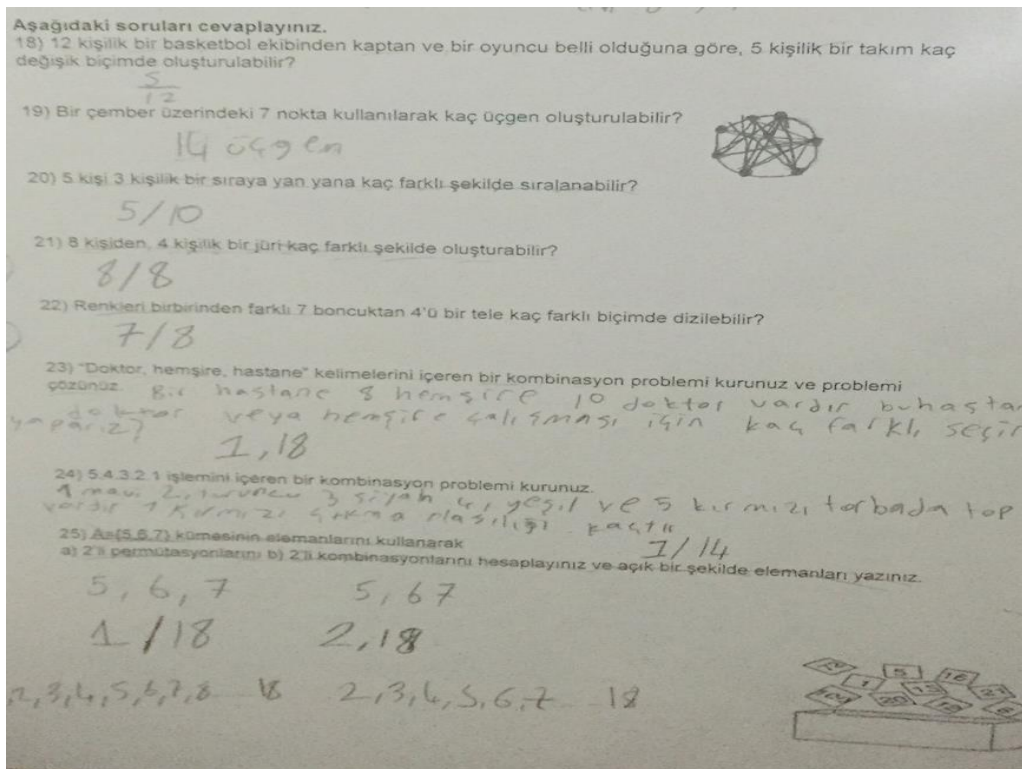 Aşağıdaki soruları cevaplayınız.
18) 12 kişilik bir basketbol ekibinden kaptan ve bir oyuncu belli olduğuna göre, 5 kişilik bir takım kaç
değişik biçimde oluşturulabilir?
5/12
19) Bir çember üzerindeki 7 nokta kullanılarak kaç üçgen oluşturulabilir?
14 üçgen
20) 5 kişi 3 kişilik bir sıraya yan yana kaç farklı şekilde sıralanabilir?
5/10
21) 8 kişiden, 4 kişilik bir jüri kaç farklı şekilde oluşturabilir?
8/8
22) Renkleri birbirinden farklı 7 boncuktan 4'ü bir tele kaç farklı biçimde dizilebilir?
7/8
23) "Doktor, hemşire, hastane" kelimelerini içeren bir kombinasyon problemi kurunuz ve problemi
çözünüz. Bir hastane 8 hemşire 10 doktor vardır buhastan
doktor veya hemşire çalışması için kaç farklı seçim
yaparız?
1,18
24) 5.4.3.2.1 işlemini içeren bir kombinasyon problemi kurunuz.
1 mavi 2, turuncu 3 siyah 4, yeşil ve 5 kırmızı torbada top
vardır 1 kırmızı çıkma olasılığı kaçtır
1/14
25) A={5,6,7} kümesinin elemanlarını kullanarak
a) 2'li permütasyonlarını b) 2'li kombinasyonlarını hesaplayınız ve açık bir şekilde elemanları yazınız.
5, 6, 7 5, 67
1/18 2,18
2,3,4,5,6,7,8 18 2,3,4,5,6,7 18
5 16
1 13 21
20 18 6